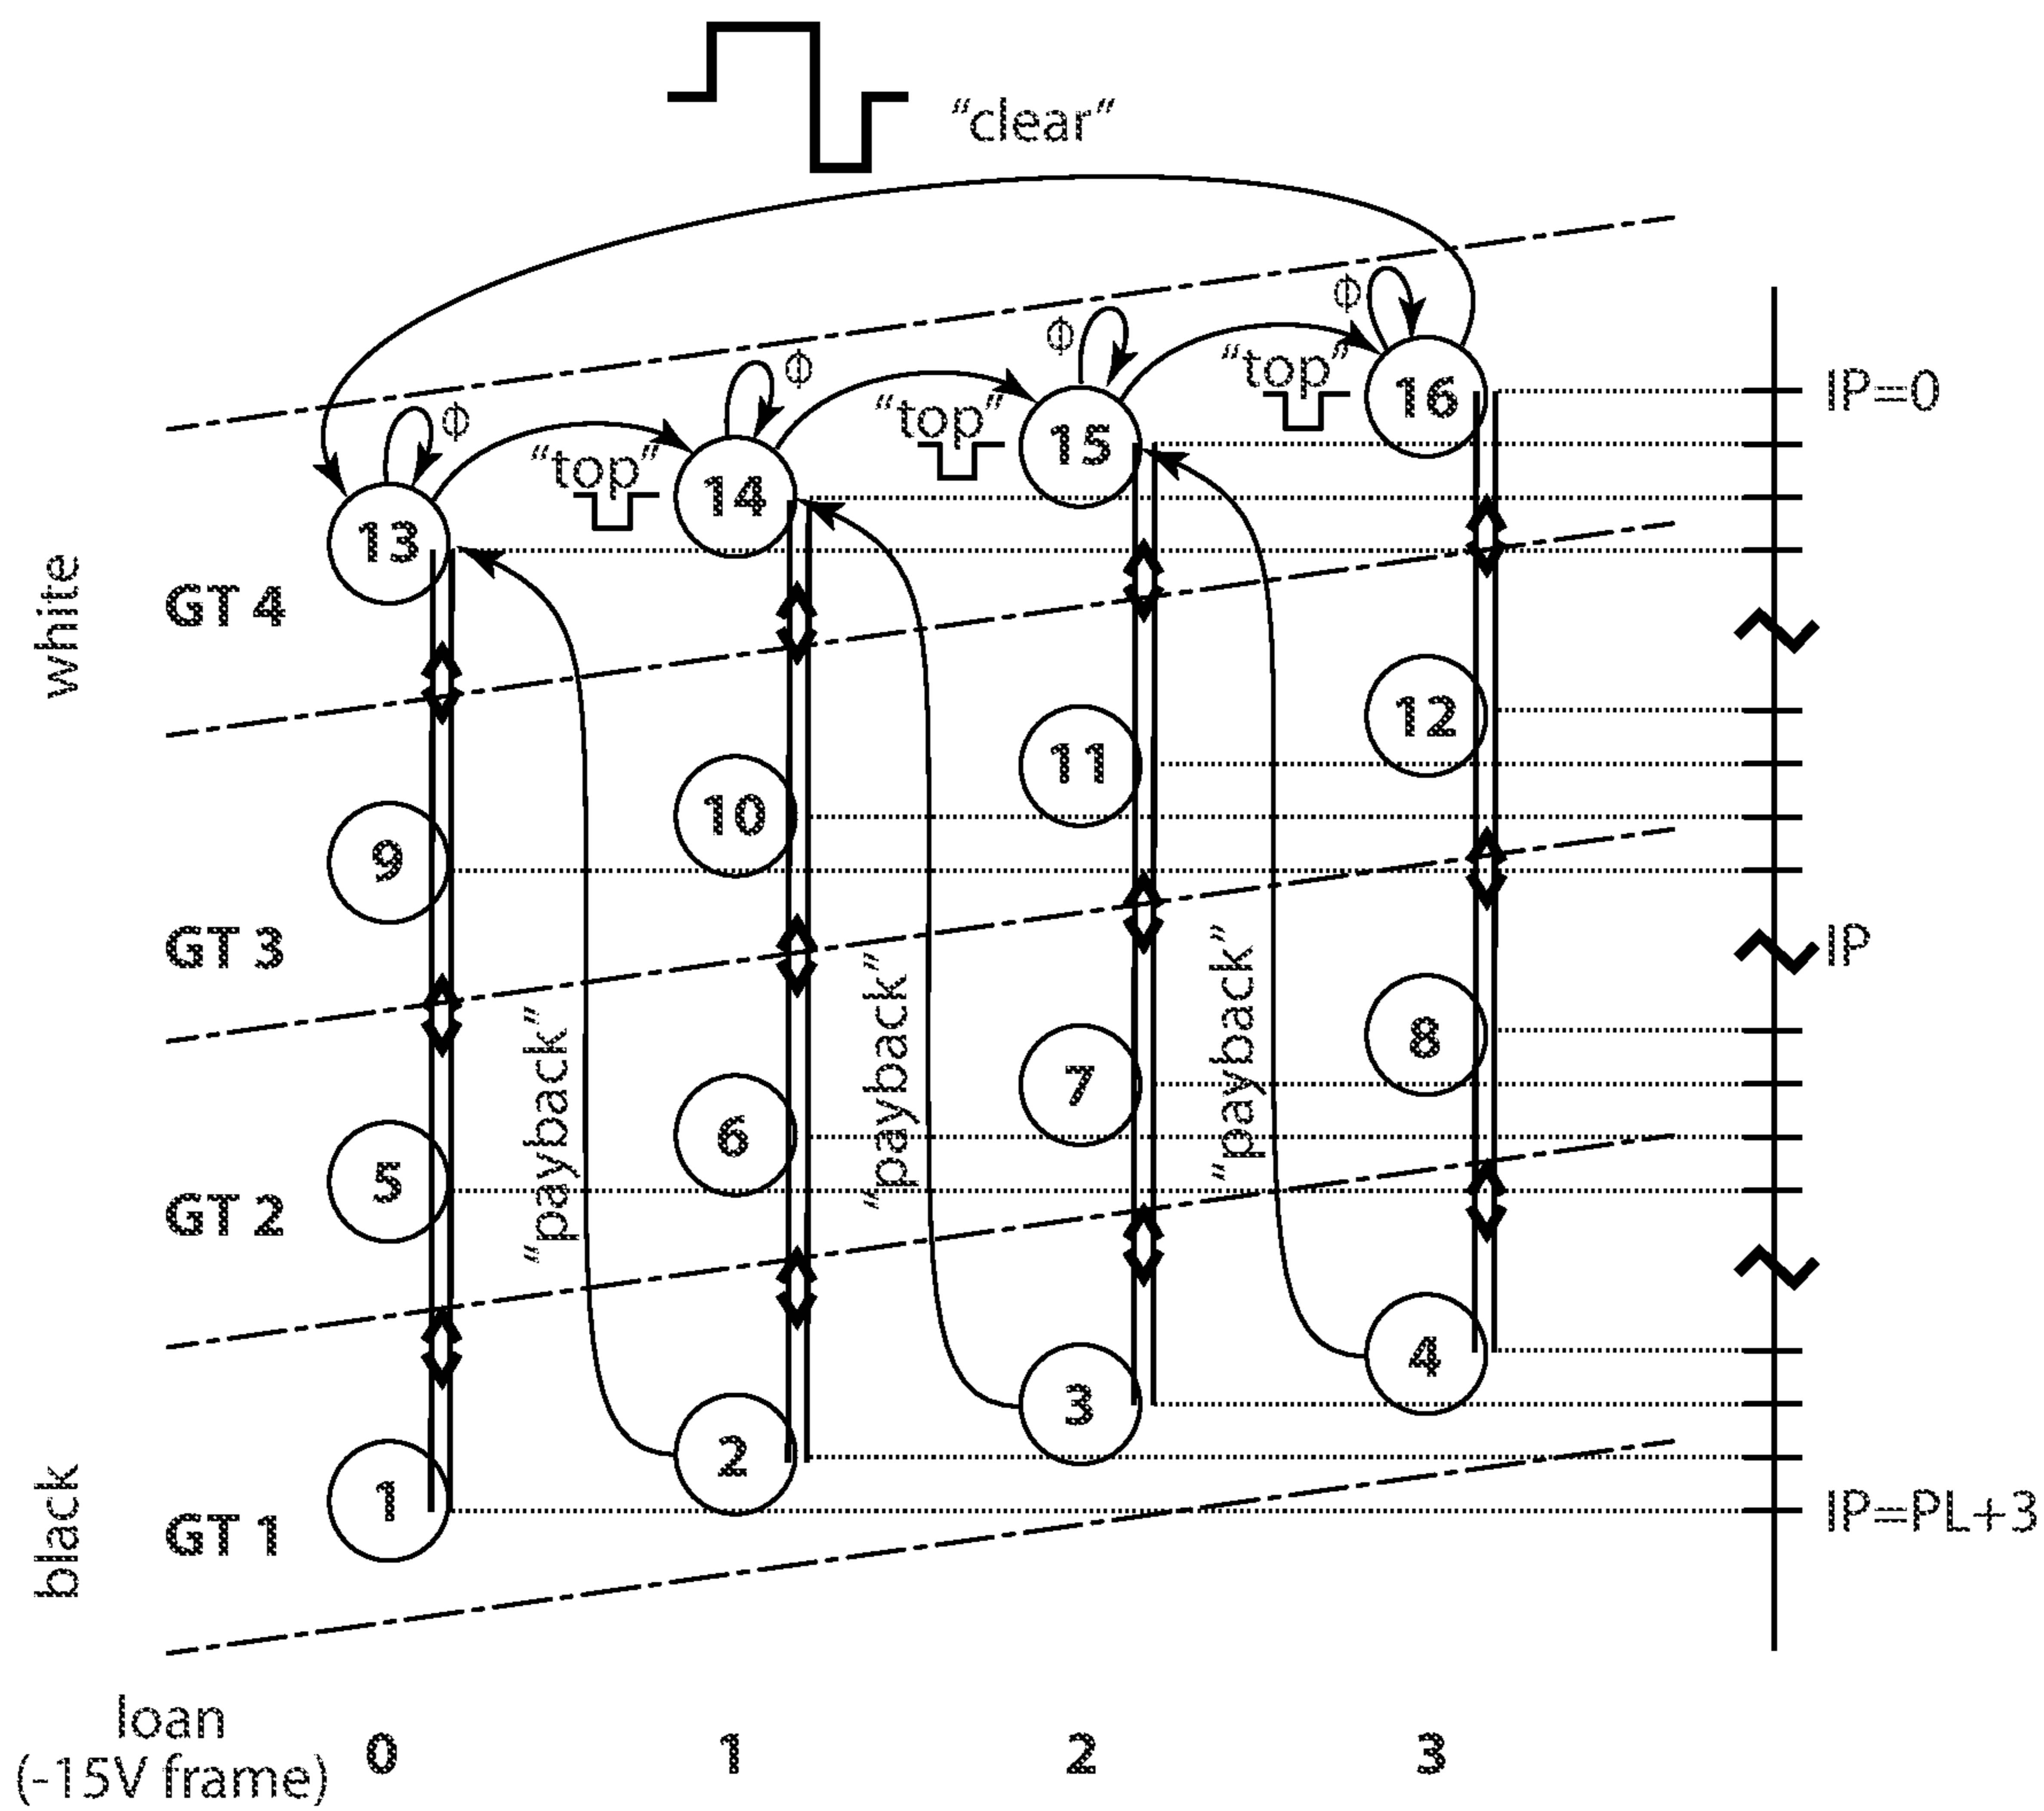 “clear”
ϕ
ϕ
ϕ
ϕ
“top”
“top”
“top”
16
15
14
13
IP=0
white
GT 4
12
11
10
9
GT 3
IP
“payback”
“payback”
“payback”
8
7
6
5
GT 2
4
3
2
1
black
GT 1
IP=PL+3
loan
(-15V frame)
0
1
2
3